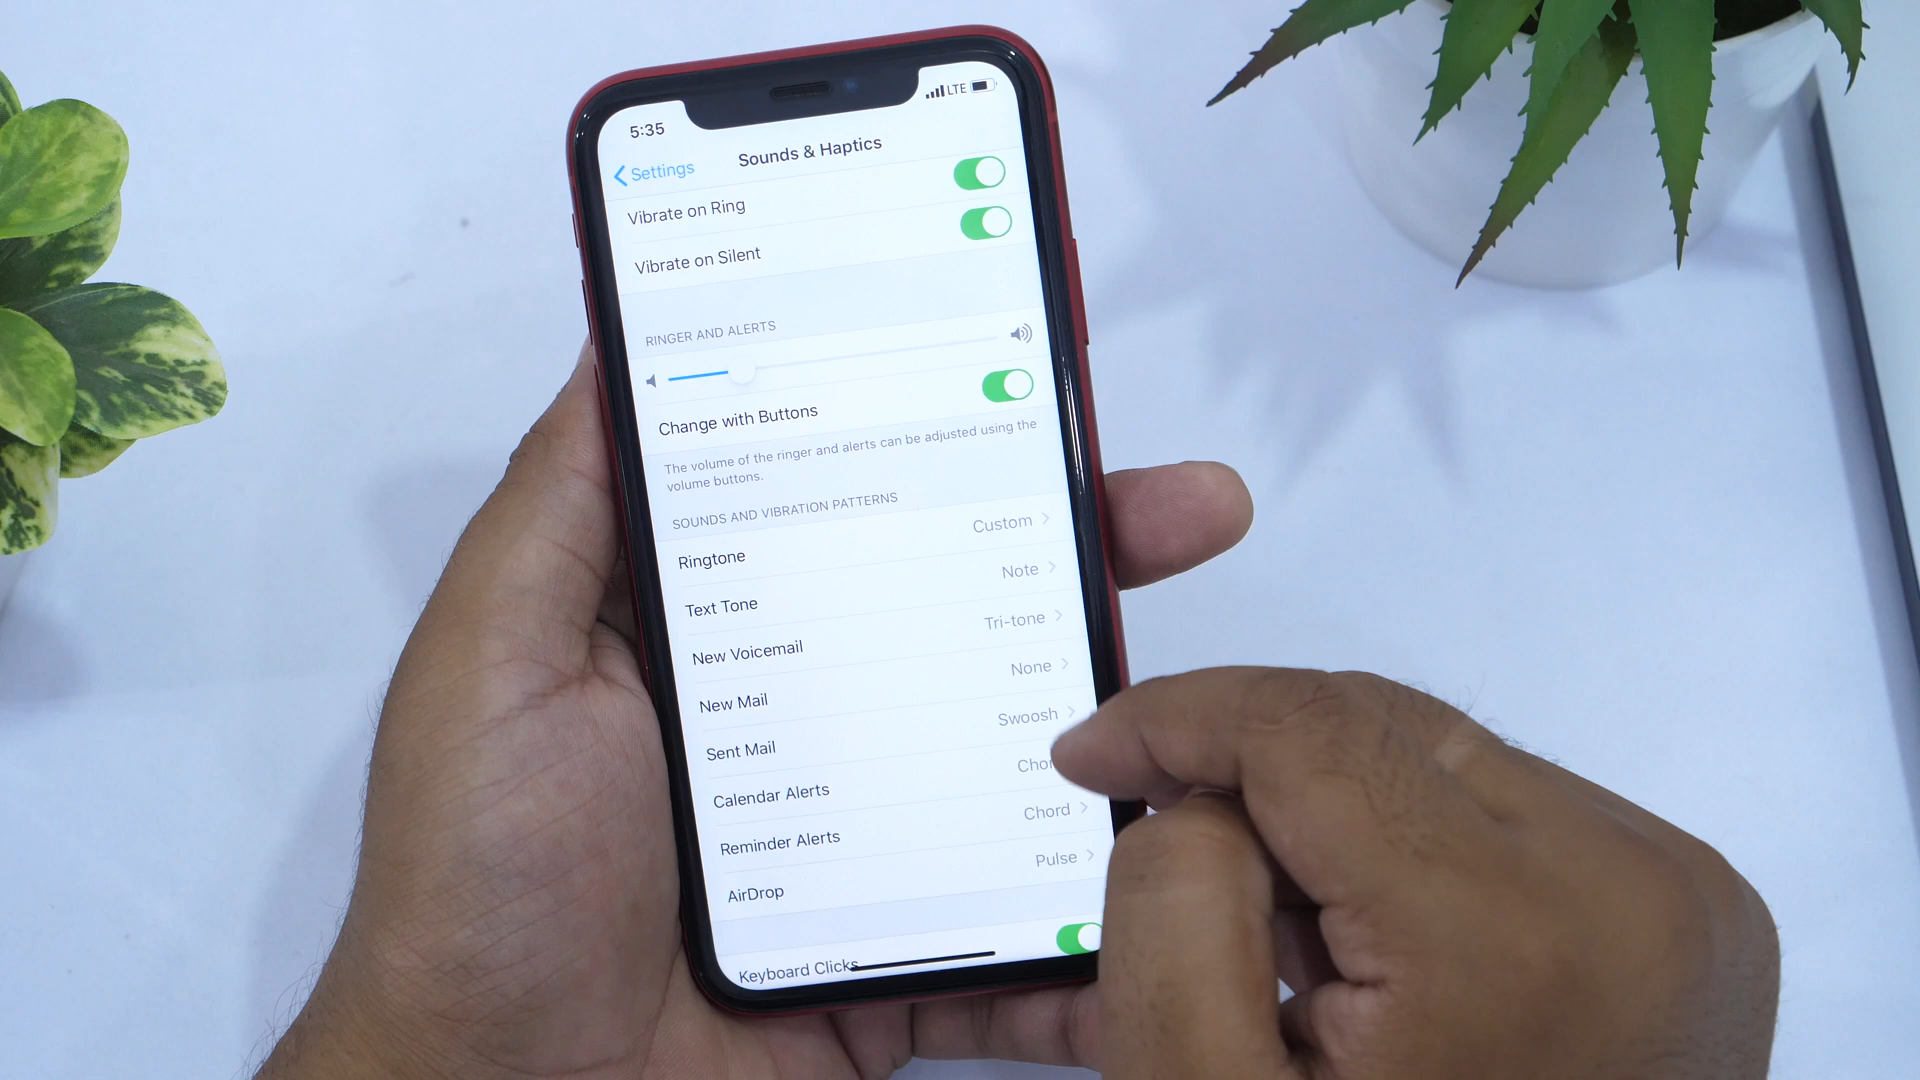 5:35
LTE
Settings
Sounds & Haptics
Vibrate on Ring
Vibrate on Silent
RINGER AND ALERTS
Change with Buttons
The volume of the ringer and alerts can be adjusted using the
volume buttons.
SOUNDS AND VIBRATION PATTERNS
Ringtone Custom
Text Tone Note
New Voicemail Tri-tone
New Mail None
Sent Mail Swoosh
Calendar Alerts
Reminder Alerts Chord
AirDrop Pulse
Keyboard Clicks